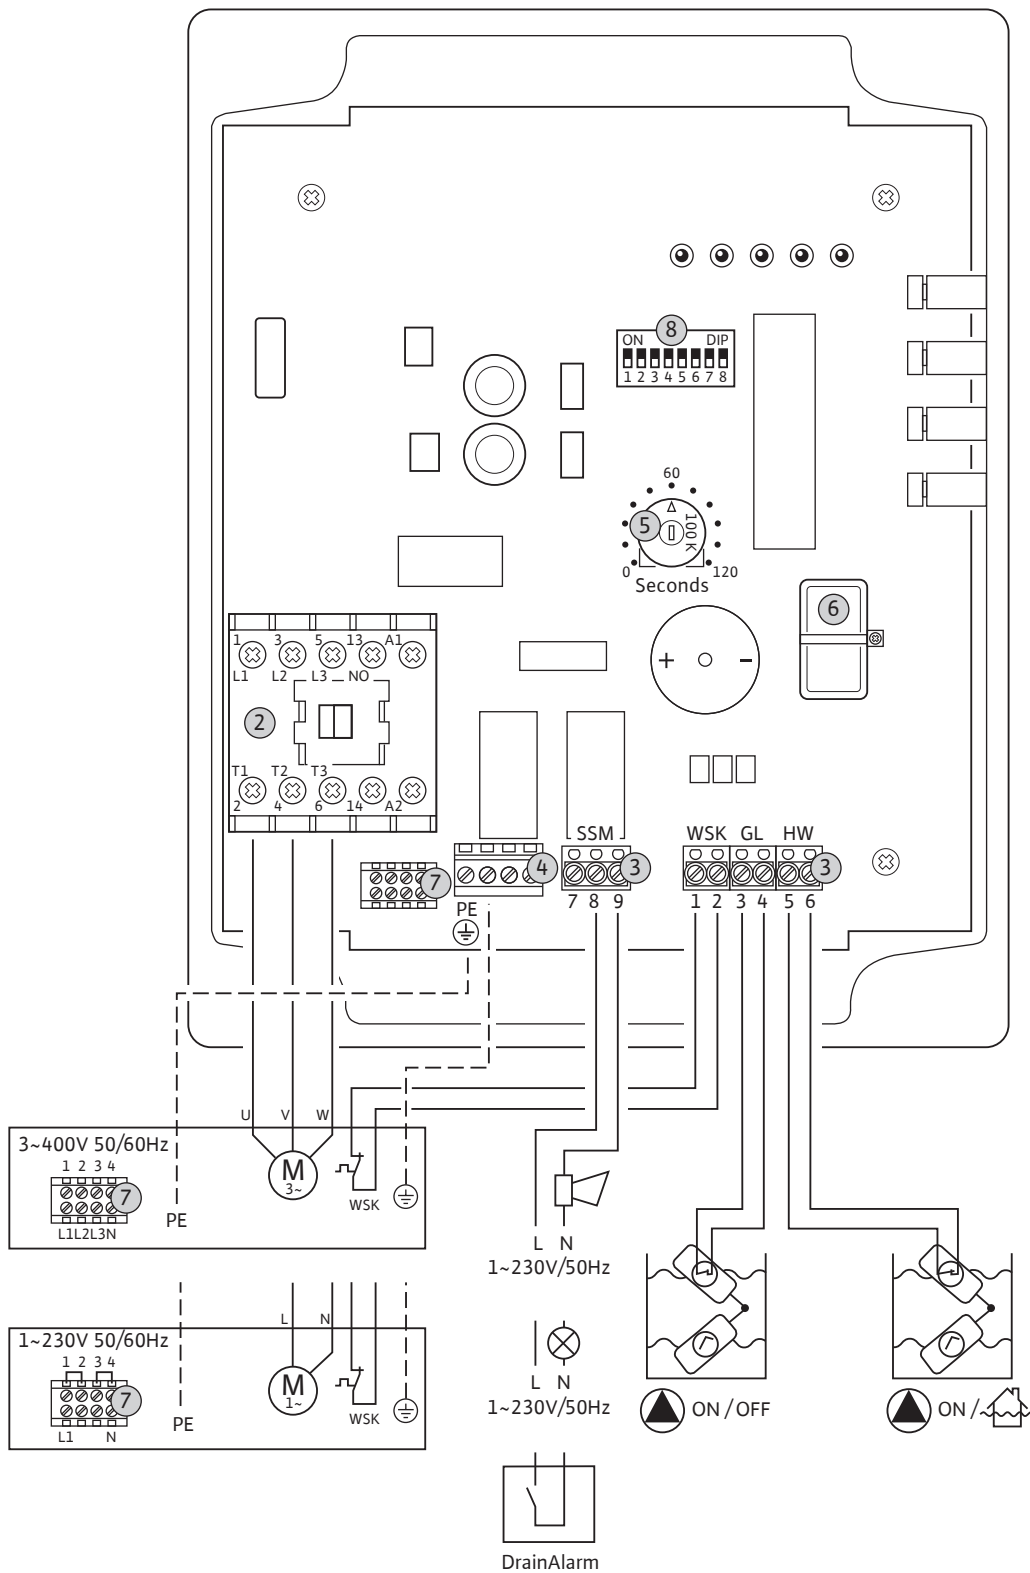 8
ON DIP
1 2 3 4 5 6 7 8
60
5
100 K
0 120
Seconds
6
+ −
1 3 5 13 A1
L1 L2 L3 NO
2
T1 T2 T3
2 4 6 14 A2
SSM WSK GL HW
7 4 3 3
7 8 9 1 2 3 4 5 6
PE
U V W
3~400V 50/60Hz
1 2 3 4
7
L1L2L3N
PE
M
3~
WSK
L N
1~230V/50Hz
L N
1~230V 50/60Hz
1 2 3 4
7
L1 N
PE
M
1~
WSK
L N
1~230V/50Hz
ON/OFF
ON/
DrainAlarm